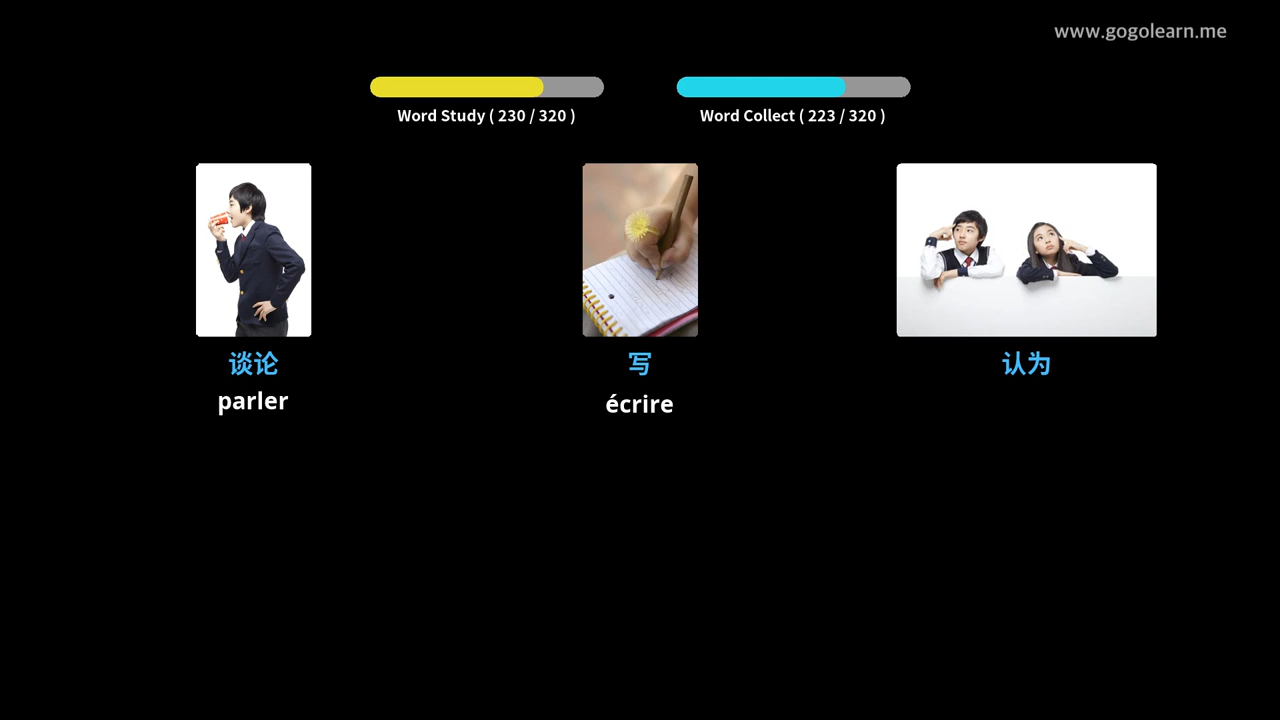 www.gogolearn.me
Word Study ( 230 / 320 )
Word Collect ( 223 / 320 )
谈论
parler
写
écrire
认为